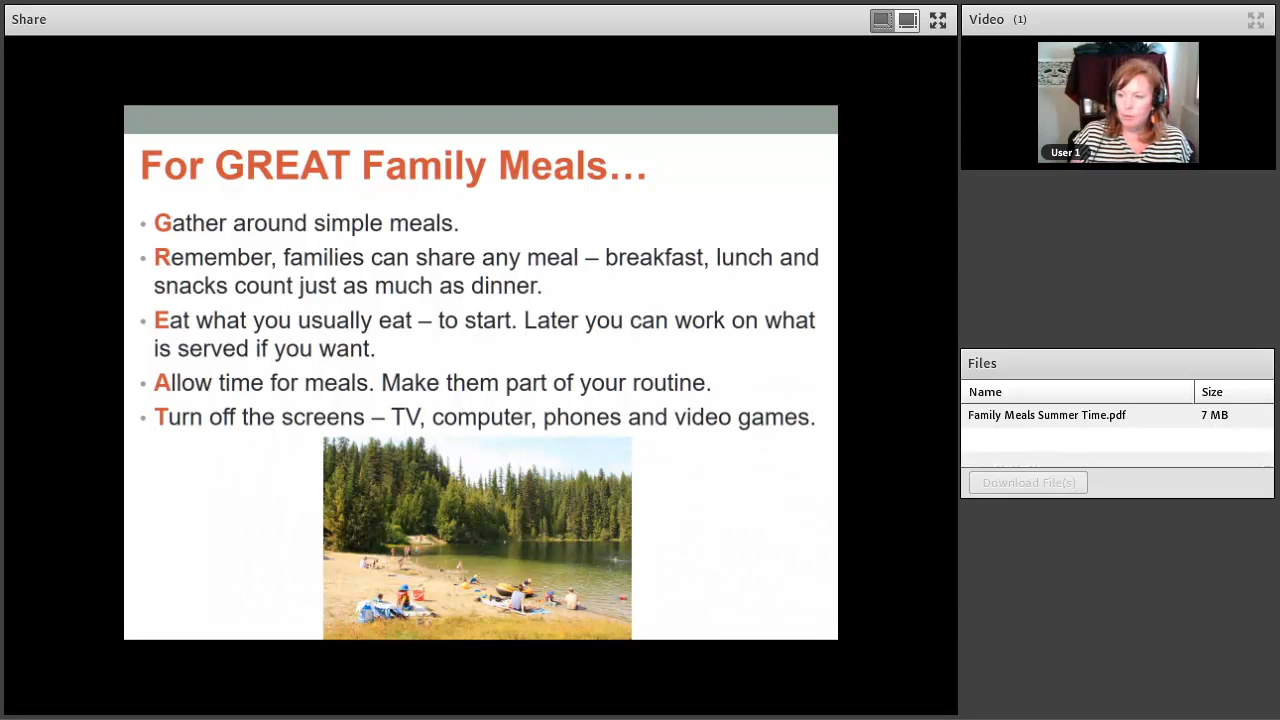 Share
Video (1)
User 1
For GREAT Family Meals…
• Gather around simple meals.
• Remember, families can share any meal – breakfast, lunch and
snacks count just as much as dinner.
• Eat what you usually eat – to start. Later you can work on what
is served if you want.
• Allow time for meals. Make them part of your routine.
• Turn off the screens – TV, computer, phones and video games.
Files
Name Size
Family Meals Summer Time.pdf 7 MB
Download File(s)